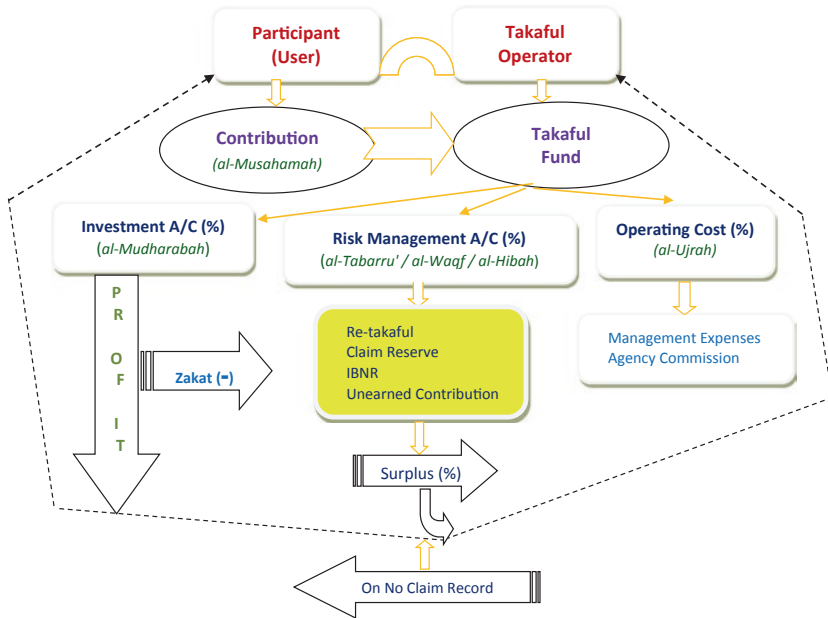 Participant
(User)
Takaful
Operator
Contribution
(al-Musahamah)
Takaful
Fund
Investment A/C (%)
(al-Mudharabah)
Risk Management A/C (%)
(al-Tabarru' / al-Waqf / al-Hibah)
Operating Cost (%)
(al-Ujrah)
P
R
OF
IT
Zakat (-)
Re-takaful
Claim Reserve
IBNR
Unearned Contribution
Management Expenses
Agency Commission
Surplus (%)
On No Claim Record